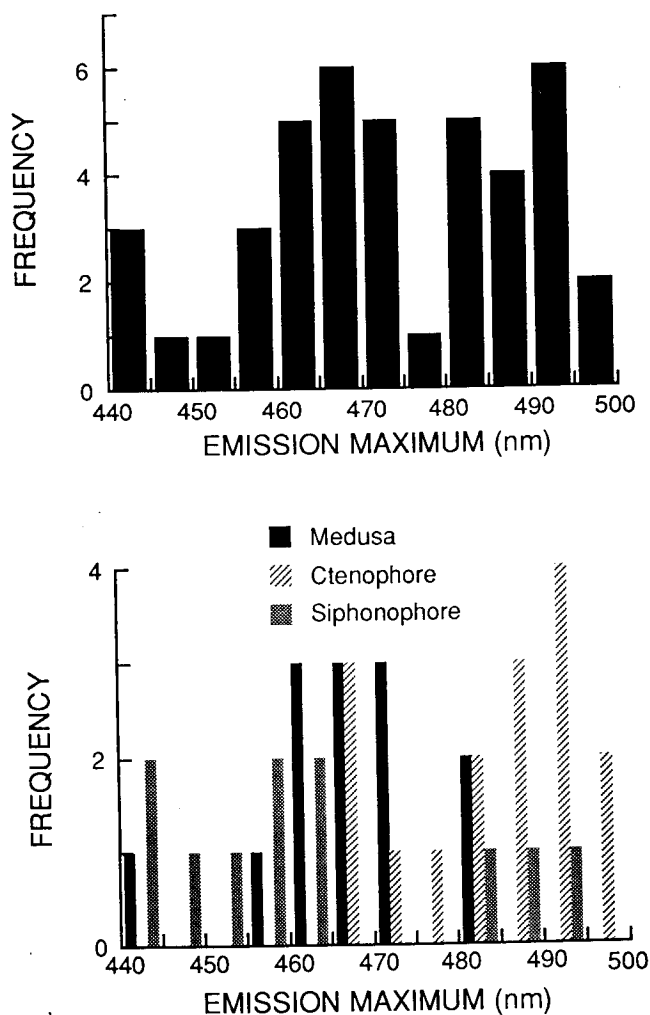 FREQUENCY
6
4
2
0
440 450 460 470 480 490 500
EMISSION MAXIMUM (nm)
Medusa
Ctenophore
Siphonophore
FREQUENCY
4
2
0
440 450 460 470 480 490 500
EMISSION MAXIMUM (nm)